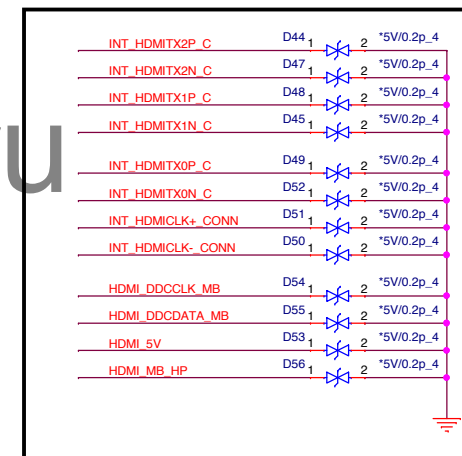 INT_HDMITX2P_C D44 1 2 *5V/0.2p_4
INT_HDMITX2N_C D47 1 2 *5V/0.2p_4
INT_HDMITX1P_C D48 1 2 *5V/0.2p_4
INT_HDMITX1N_C D45 1 2 *5V/0.2p_4
INT_HDMITX0P_C D49 1 2 *5V/0.2p_4
INT_HDMITX0N_C D52 1 2 *5V/0.2p_4
INT_HDMICLK+_CONN D51 1 2 *5V/0.2p_4
INT_HDMICLK-_CONN D50 1 2 *5V/0.2p_4
HDMI_DDCCLK_MB D54 1 2 *5V/0.2p_4
HDMI_DDCDATA_MB D55 1 2 *5V/0.2p_4
HDMI_5V D53 1 2 *5V/0.2p_4
HDMI_MB_HP D56 1 2 *5V/0.2p_4